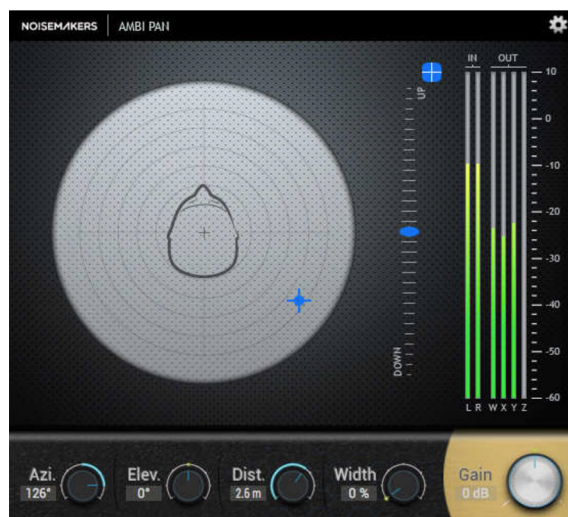 NOISEMAKERS AMBI PAN
IN OUT
UP
10
0
-10
-20
-30
-40
-50
-60
DOWN
L R W X Y Z
Azi. Elev. Dist. Width Gain
126° 0° 2.6 m 0 % 0 dB